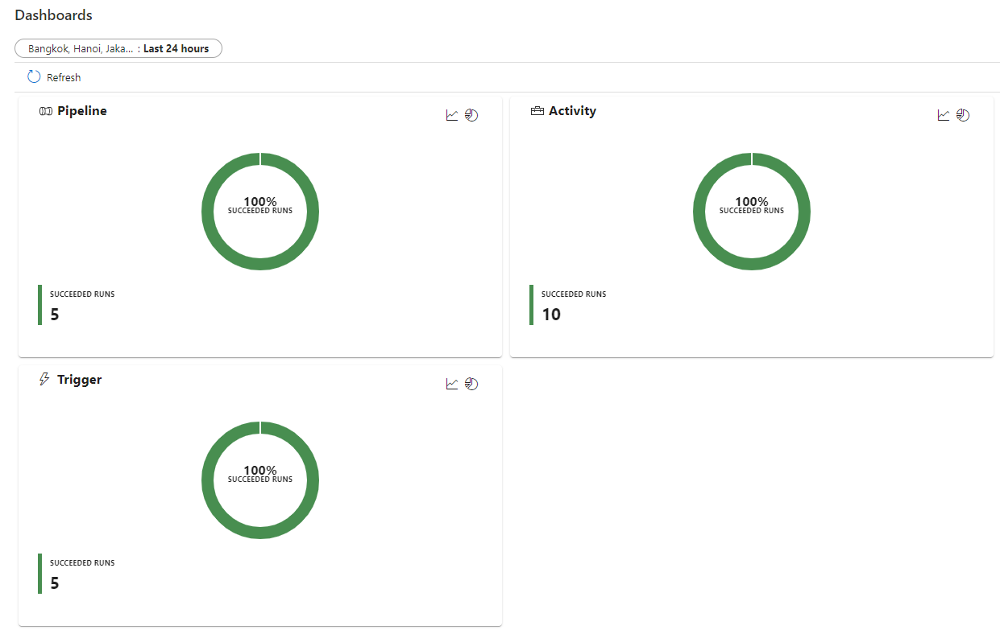 Dashboards
Bangkok, Hanoi, Jaka... : Last 24 hours
Refresh
Pipeline
100%
SUCCEEDED RUNS
SUCCEEDED RUNS
5
Activity
100%
SUCCEEDED RUNS
SUCCEEDED RUNS
10
Trigger
100%
SUCCEEDED RUNS
SUCCEEDED RUNS
5